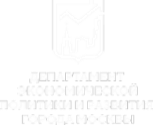 ДЕПАРТАМЕНТ
ЭКОНОМИЧЕСКОЙ
ПОЛИТИКИ И РАЗВИТИЯ
ГОРОДА МОСКВЫ